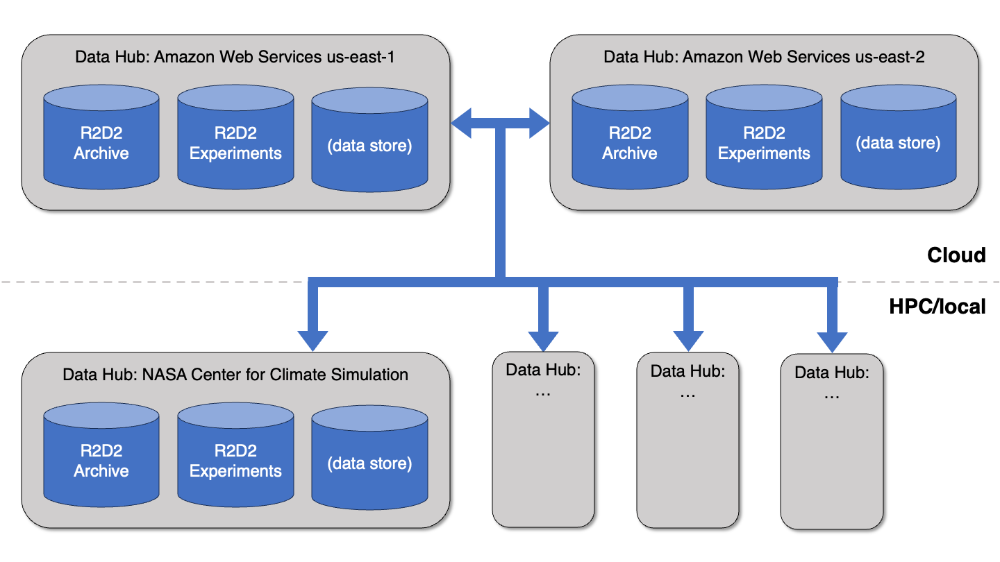 Data Hub: Amazon Web Services us-east-1
R2D2
Archive
R2D2
Experiments
(data store)
Data Hub: Amazon Web Services us-east-2
R2D2
Archive
R2D2
Experiments
(data store)
Cloud
HPC/local
Data Hub: NASA Center for Climate Simulation
R2D2
Archive
R2D2
Experiments
(data store)
Data Hub:
...
Data Hub:
...
Data Hub:
...